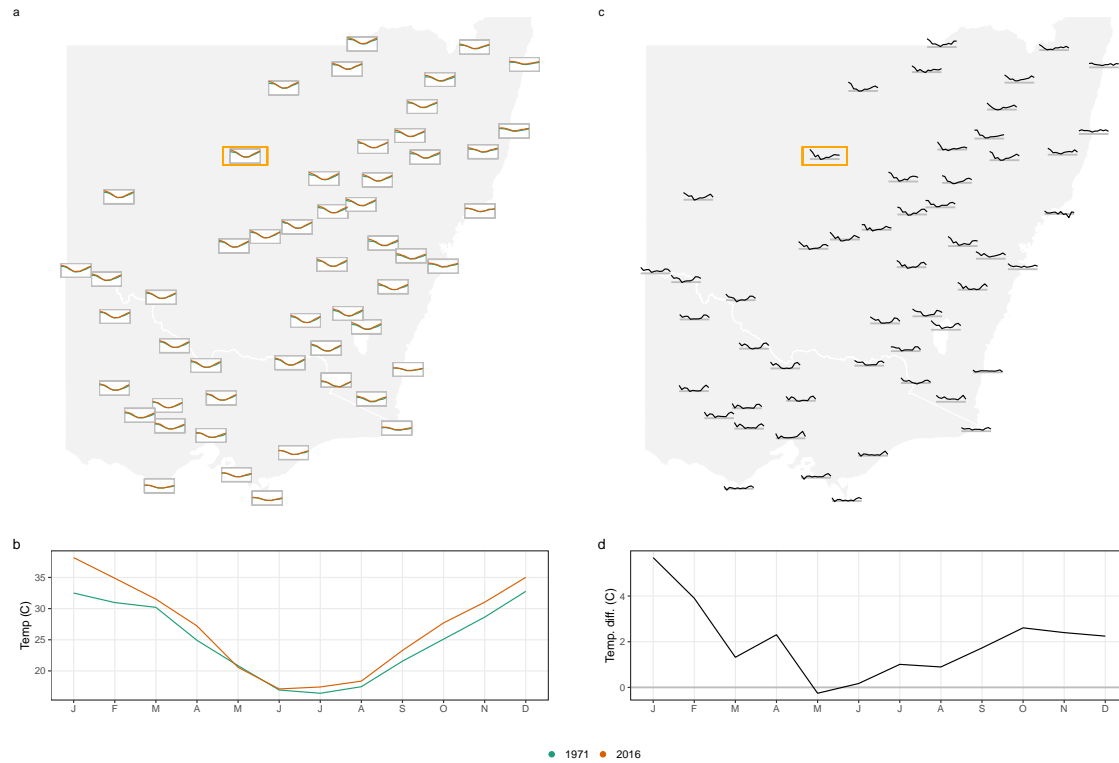 a
c
b
Temp (C)
35
30
25
20
J F M A M J J A S O N D
d
Temp. diff. (C)
4
2
0
J F M A M J J A S O N D
1971 2016